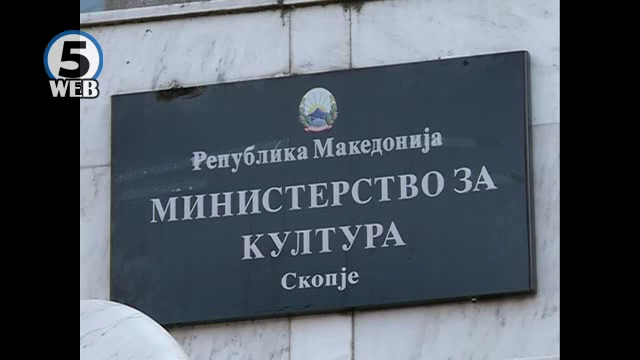 5
WEB
Република Македонија
МИНИСТЕРСТВО ЗА
КУЛТУРА
Скопје